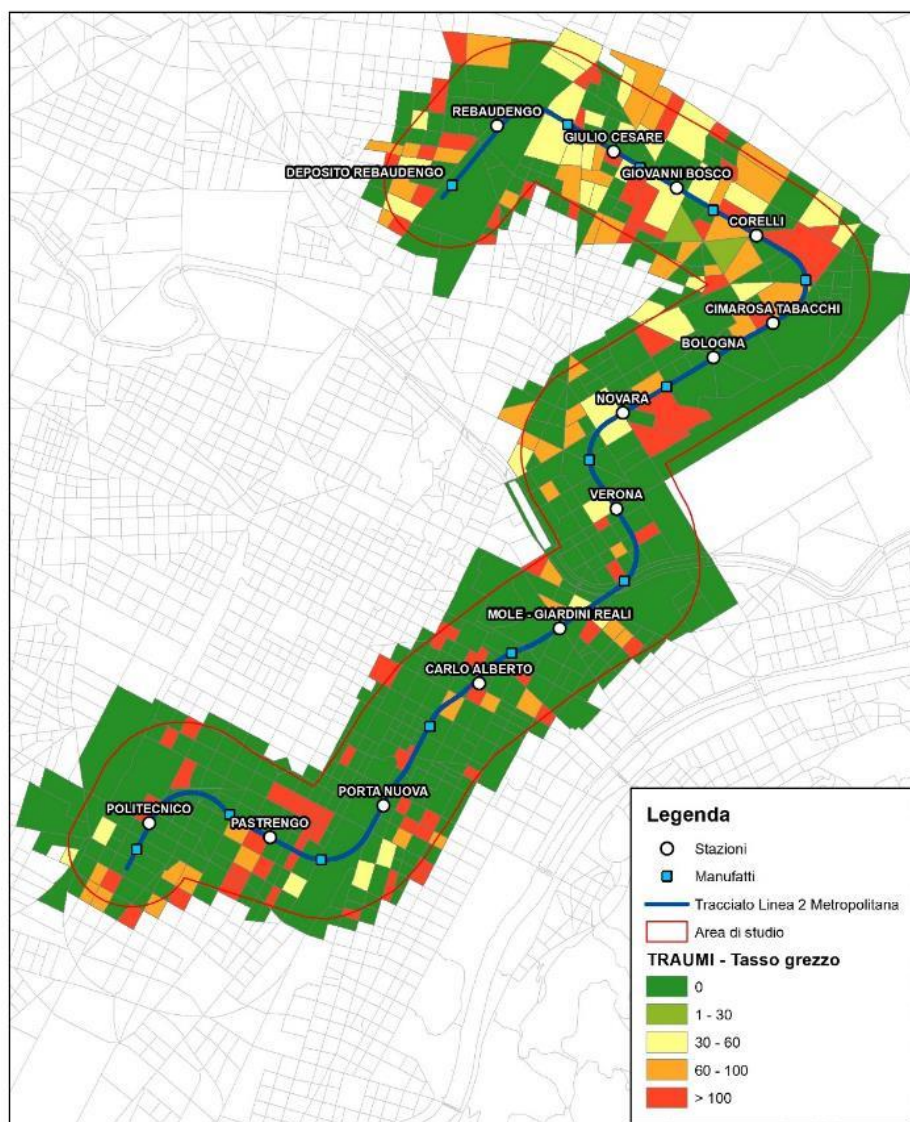 REBAUDENGO
GIULIO CESARE
DEPOSITO REBAUDENGO
GIOVANNI BOSCO
CORELLI
CIMAROSA TABACCHI
BOLOGNA
NOVARA
VERONA
MOLE - GIARDINI REALI
CARLO ALBERTO
PORTA NUOVA
POLITECNICO
PASTRENGO
Legenda
Stazioni
Manufatti
Tracciato Linea 2 Metropolitana
Area di studio
TRAUMI - Tasso grezzo
0
1 - 30
30 - 60
60 - 100
> 100